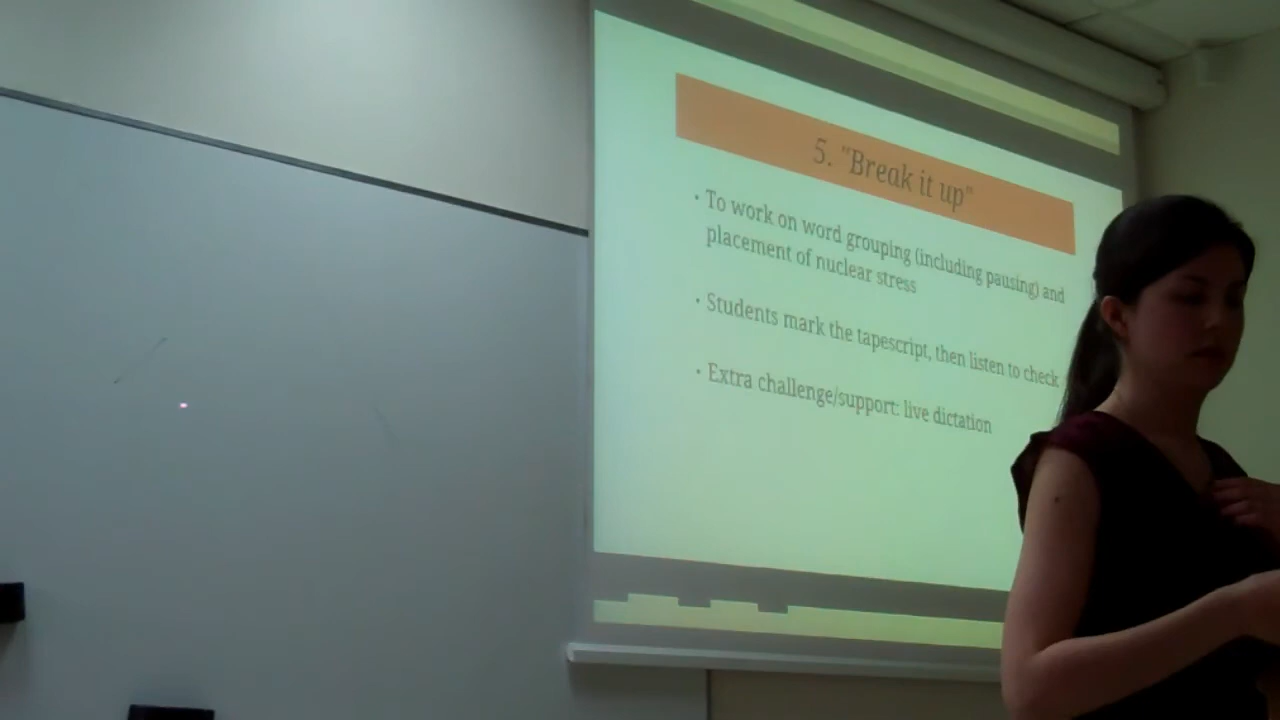 5. "Break it up"
· To work on word grouping (including pausing) and
placement of nuclear stress
· Students mark the tapescript, then listen to check
· Extra challenge/support: live dictation